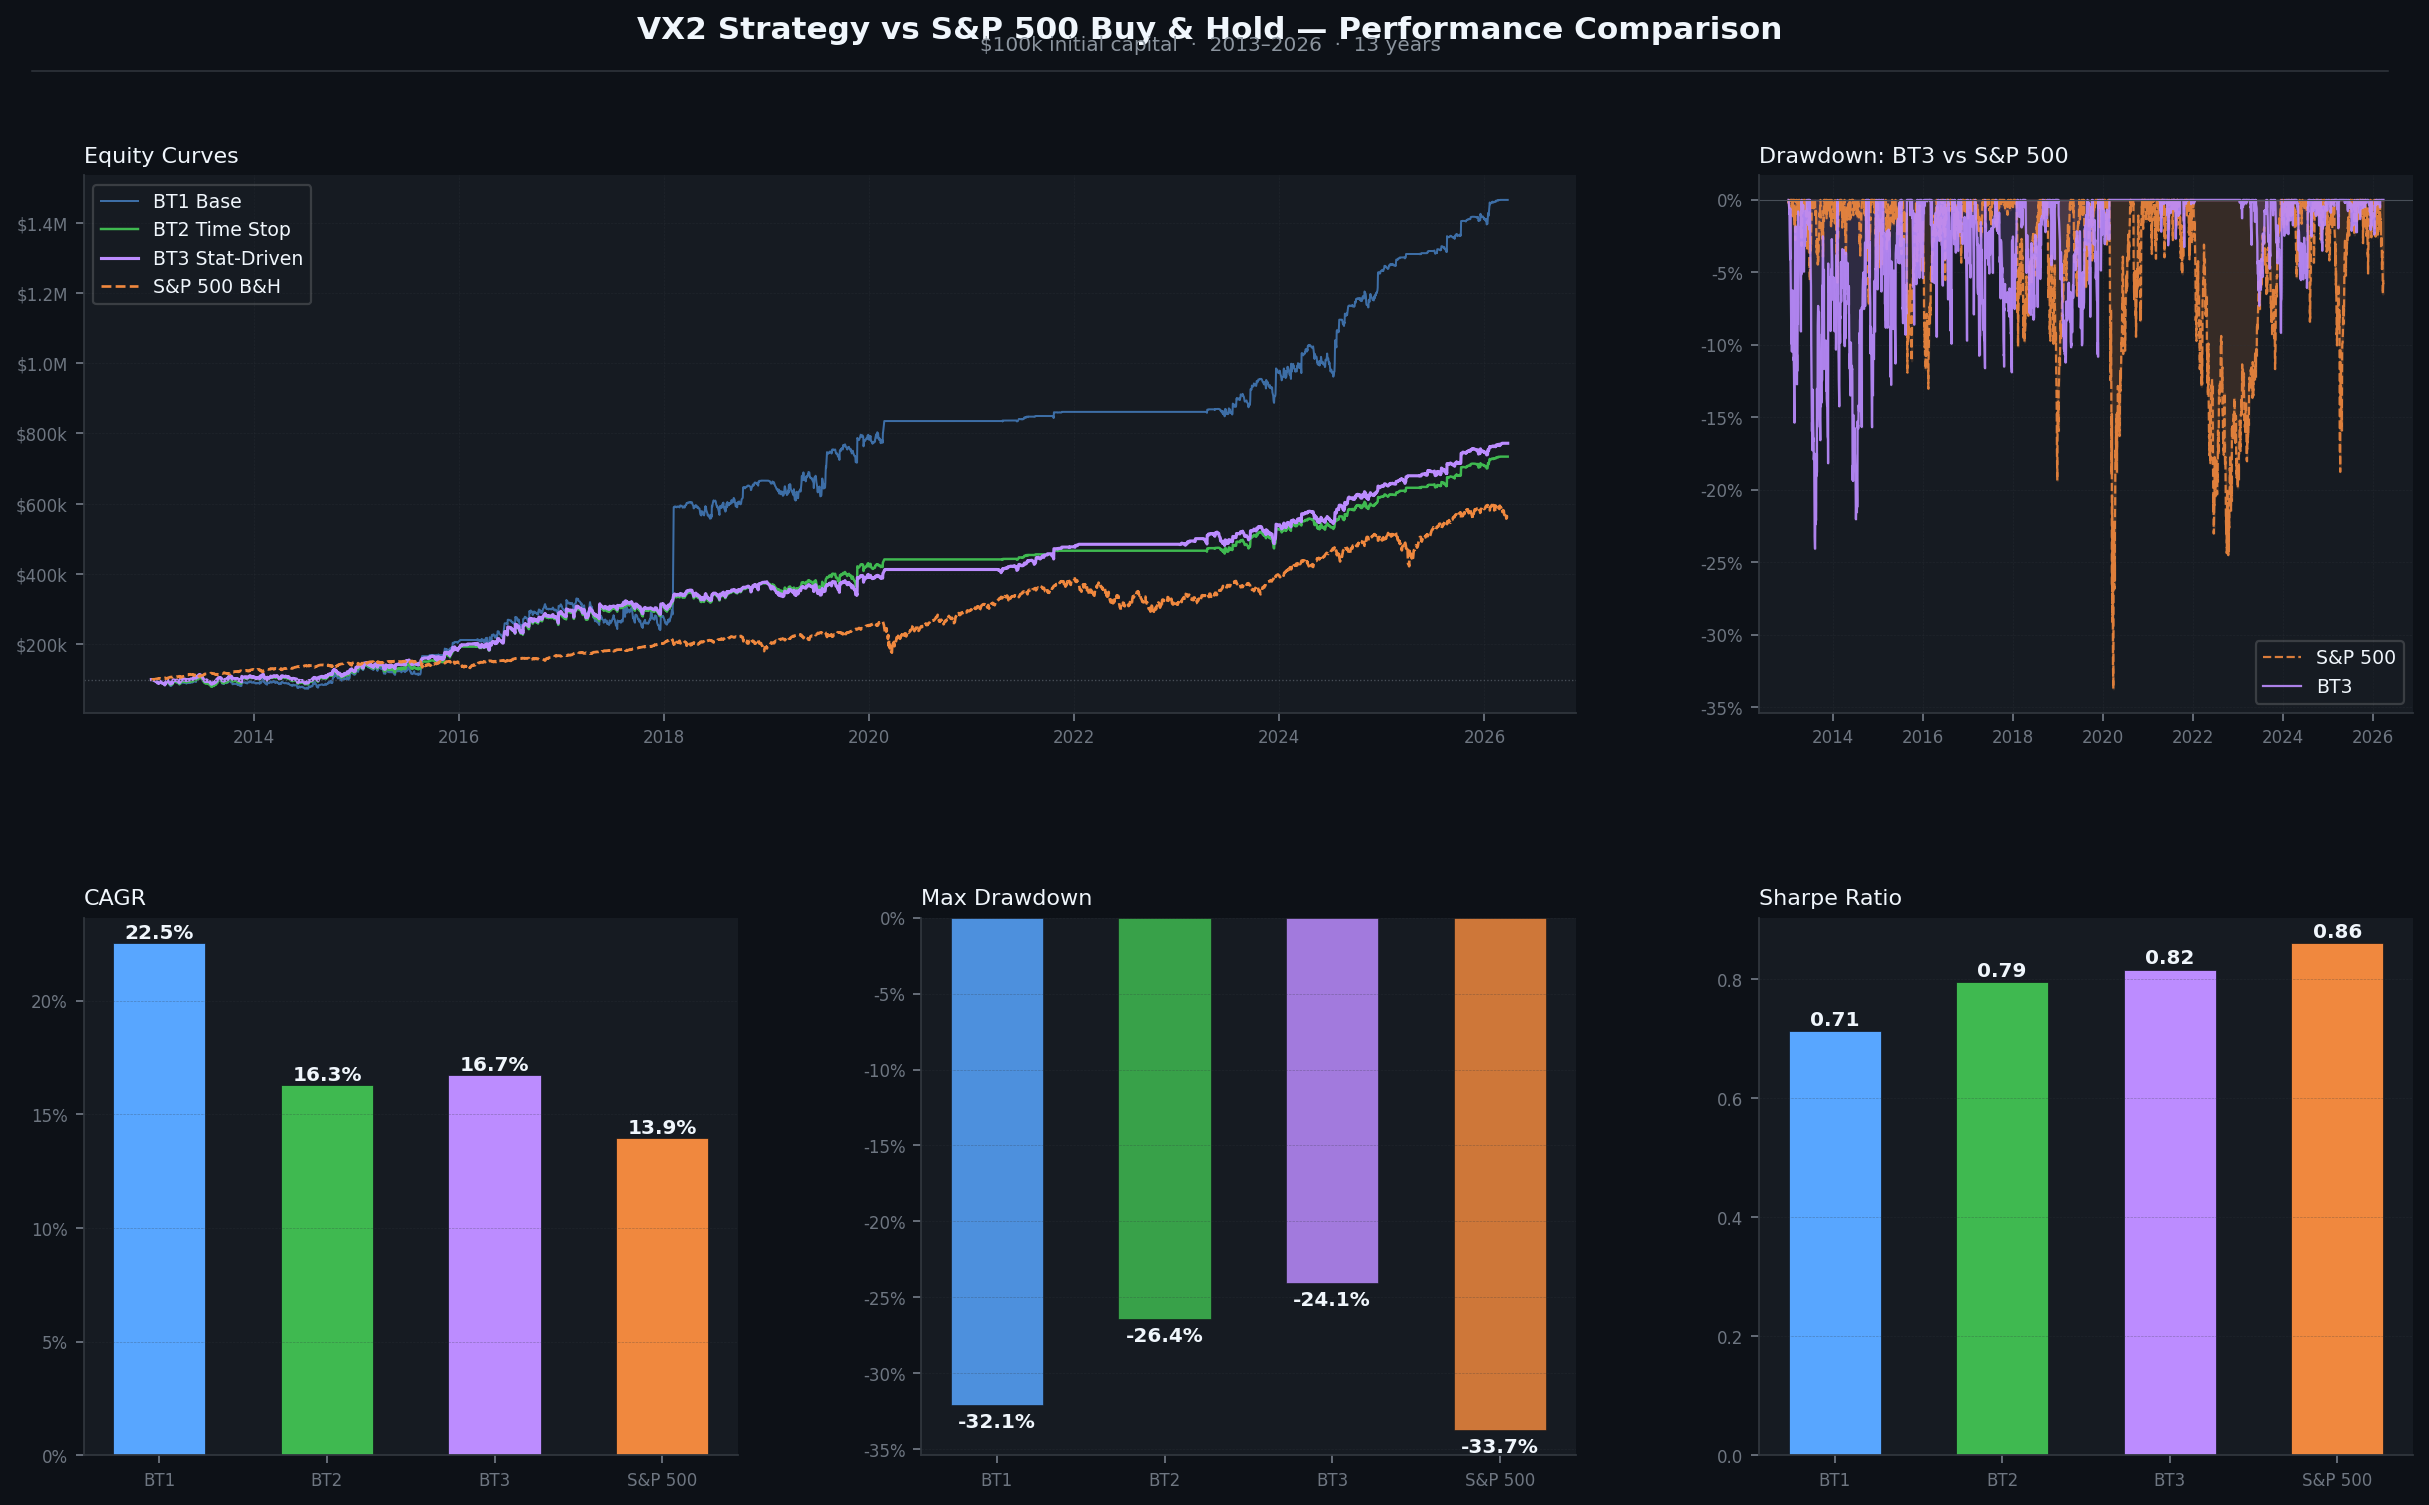 VX2 Strategy vs S&P 500 Buy & Hold — Performance Comparison
$100k initial capital · 2013–2026 · 13 years
Equity Curves
BT1 Base
BT2 Time Stop
BT3 Stat-Driven
S&P 500 B&H
$1.4M
$1.2M
$1.0M
$800k
$600k
$400k
$200k
2014 2016 2018 2020 2022 2024 2026
Drawdown: BT3 vs S&P 500
0%
-5%
-10%
-15%
-20%
-25%
-30%
-35%
S&P 500
BT3
2014 2016 2018 2020 2022 2024 2026
CAGR
22.5%
16.3%
16.7%
13.9%
20%
15%
10%
5%
0%
BT1 BT2 BT3 S&P 500
Max Drawdown
0%
-5%
-10%
-15%
-20%
-25%
-30%
-35%
-32.1%
-26.4%
-24.1%
-33.7%
BT1 BT2 BT3 S&P 500
Sharpe Ratio
0.71
0.79
0.82
0.86
0.8
0.6
0.4
0.2
0.0
BT1 BT2 BT3 S&P 500